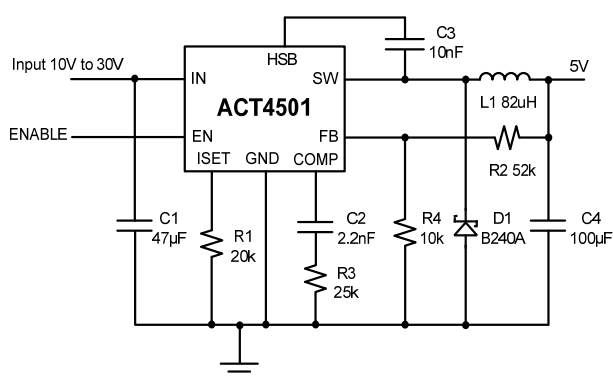 HSB
C3
10nF
Input 10V to 30V
IN
SW
5V
ACT4501
L1 82uH
ENABLE
EN
FB
ISET
GND
COMP
R2 52k
C1
47µF
R1
20k
C2
2.2nF
R3
25k
R4
10k
D1
B240A
C4
100µF